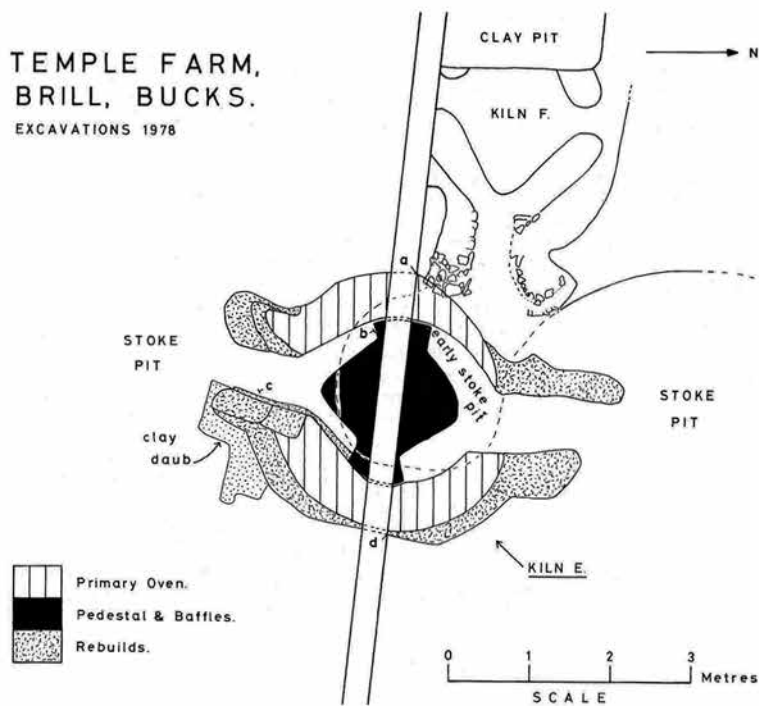 TEMPLE FARM,
BRILL, BUCKS.
EXCAVATIONS 1978
CLAY PIT
N
KILN F.
a
b
early stoke
pit
STOKE
PIT
c
STOKE
PIT
clay
daub
d
KILN E.
Primary Oven.
Pedestal & Baffles.
Rebuilds.
0 1 2 3
Metres
SCALE